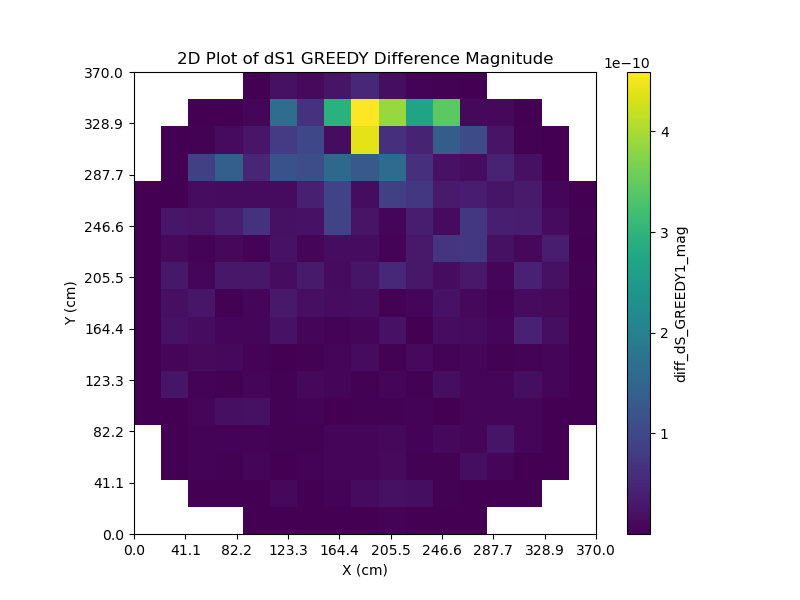 2D Plot of dS1 GREEDY Difference Magnitude
1e−10
370.0
328.9
287.7
246.6
205.5
164.4
123.3
82.2
41.1
0.0
Y (cm)
0.0 41.1 82.2 123.3 164.4 205.5 246.6 287.7 328.9 370.0
X (cm)
4
3
2
1
diff_dS_GREEDY1_mag